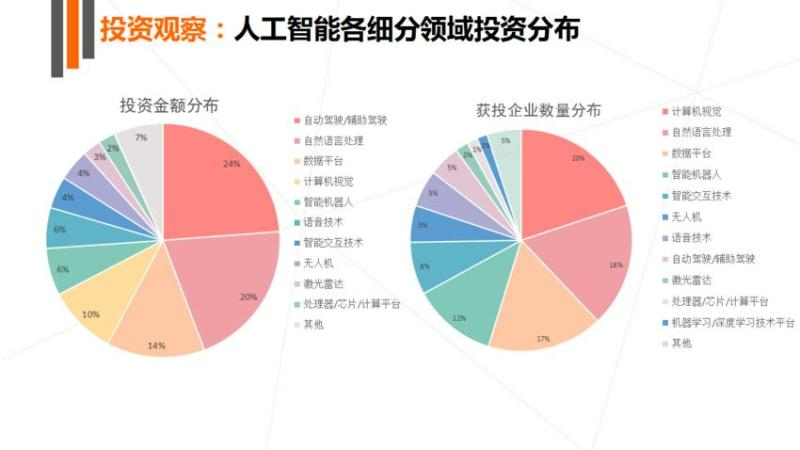 投资观察：人工智能各细分领域投资分布
投资金额分布
24%
20%
14%
10%
6%
6%
4%
4%
3%
2%
7%
自动驾驶/辅助驾驶
自然语言处理
数据平台
计算机视觉
智能机器人
语音技术
智能交互技术
无人机
激光雷达
处理器/芯片/计算平台
其他
获投企业数量分布
20%
18%
17%
12%
8%
5%
5%
5%
2%
1%
2%
5%
计算机视觉
自然语言处理
数据平台
智能机器人
智能交互技术
无人机
语音技术
自动驾驶/辅助驾驶
激光雷达
处理器/芯片/计算平台
机器学习/深度学习技术平台
其他